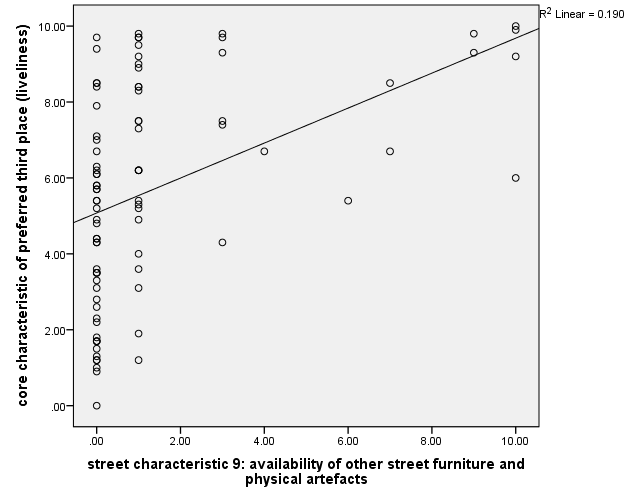 R2 Linear = 0.190
core characteristic of preferred third place (liveliness)
10.00
8.00
6.00
4.00
2.00
.00
.00 2.00 4.00 6.00 8.00 10.00
street characteristic 9: availability of other street furniture and
physical artefacts